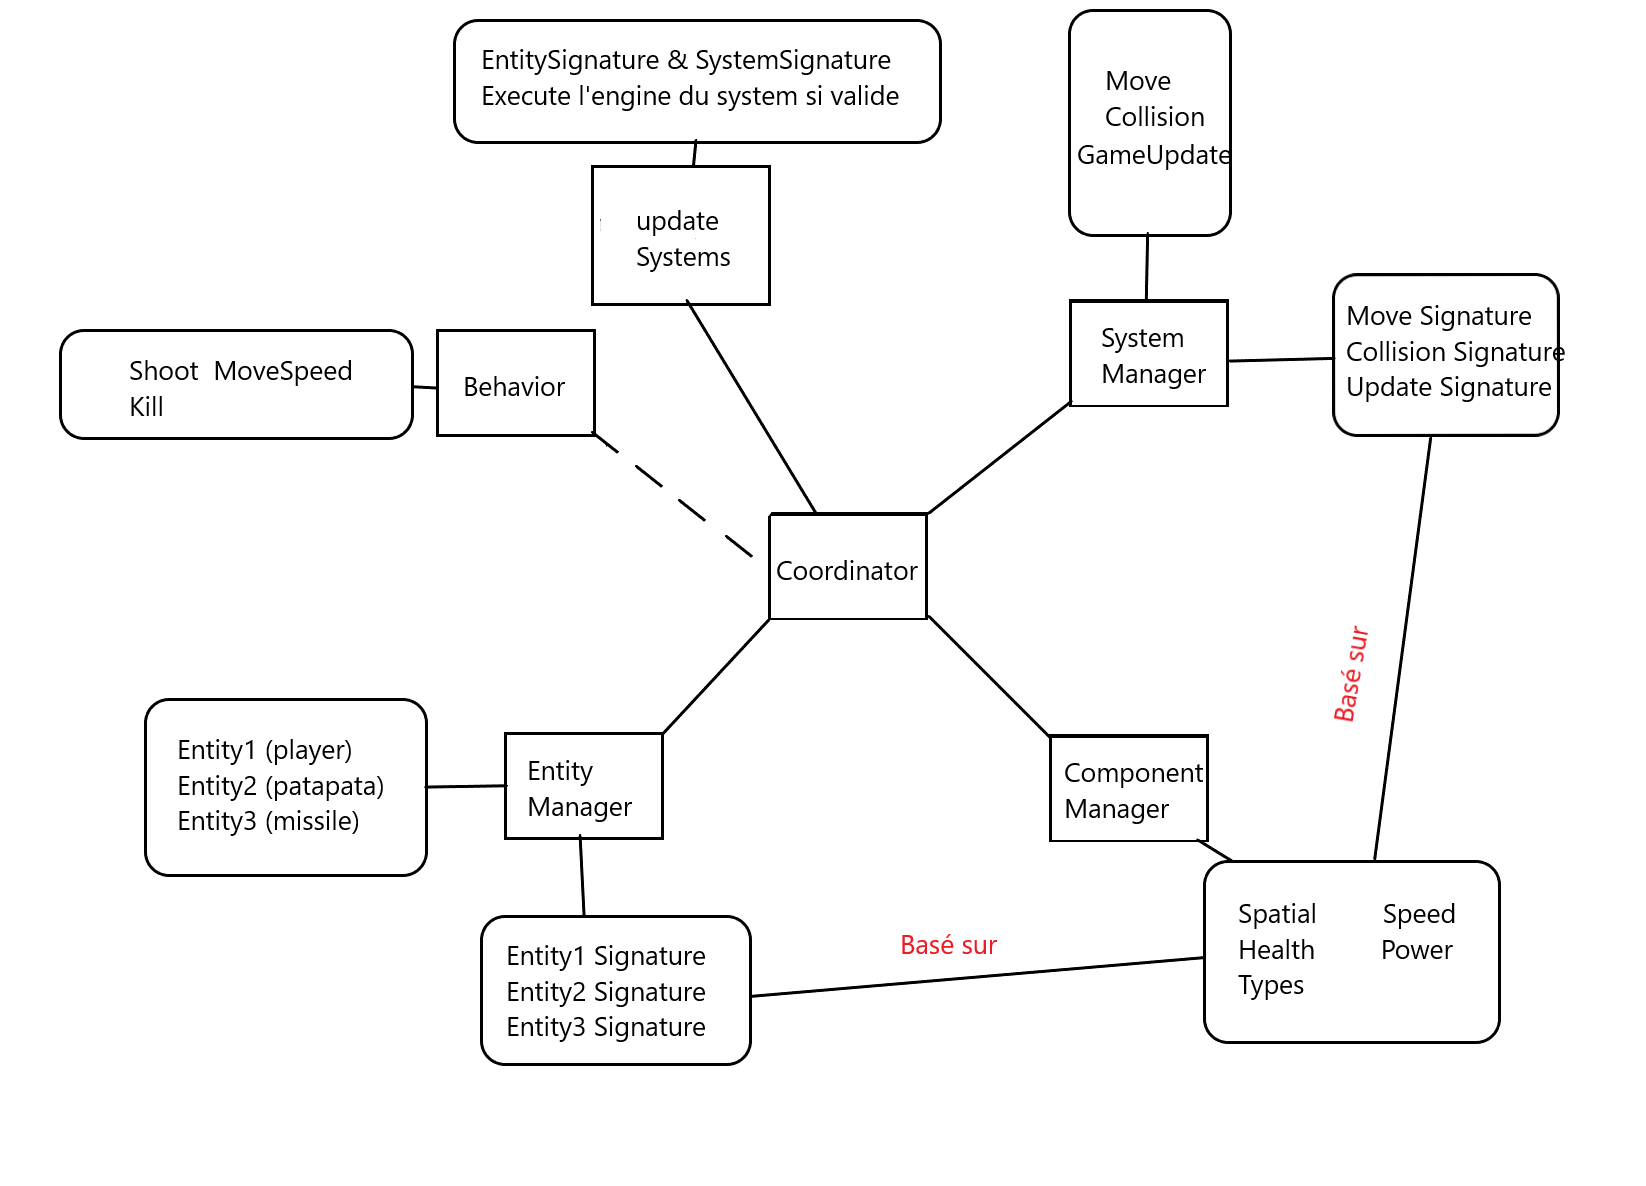 EntitySignature & SystemSignature
Execute l'engine du system si valide
Move
Collision
GameUpdate
update
Systems
System
Manager
Move Signature
Collision Signature
Update Signature
Shoot MoveSpeed
Kill
Behavior
Coordinator
Basé sur
Entity1 (player)
Entity2 (patapata)
Entity3 (missile)
Entity
Manager
Component
Manager
Spatial Speed
Health Power
Types
Basé sur
Entity1 Signature
Entity2 Signature
Entity3 Signature